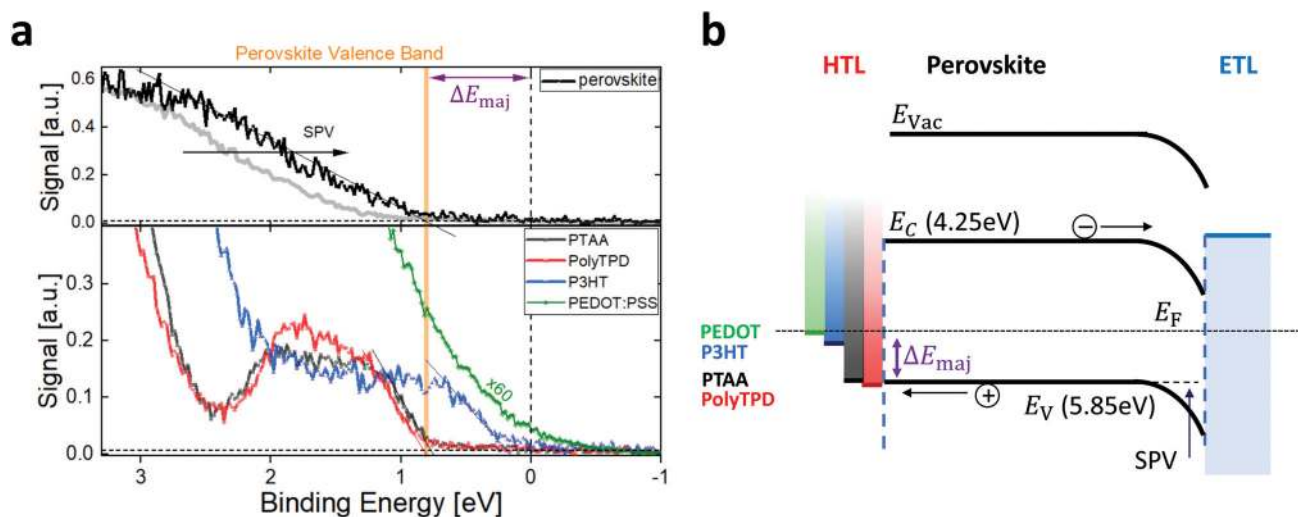 a
Perovskite Valence Band
Signal [a.u.]
0.6
0.4
0.2
0.0
SPV
ΔE_maj
perovskite
Signal [a.u.]
0.3
0.2
0.1
0.0
PTAA
PolyTPD
P3HT
PEDOT:PSS
x60
3 2 1 0 -1
Binding Energy [eV]
b
HTL Perovskite ETL
E_Vac
E_C (4.25eV)
−
E_F
PEDOT
P3HT
ΔE_maj
PTAA
PolyTPD
+
E_V (5.85eV)
SPV